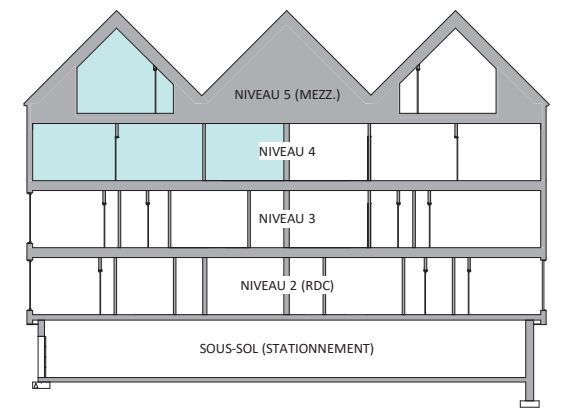 NIVEAU 5 (MEZZ.)
NIVEAU 4
NIVEAU 3
NIVEAU 2 (RDC)
SOUS-SOL (STATIONNEMENT)